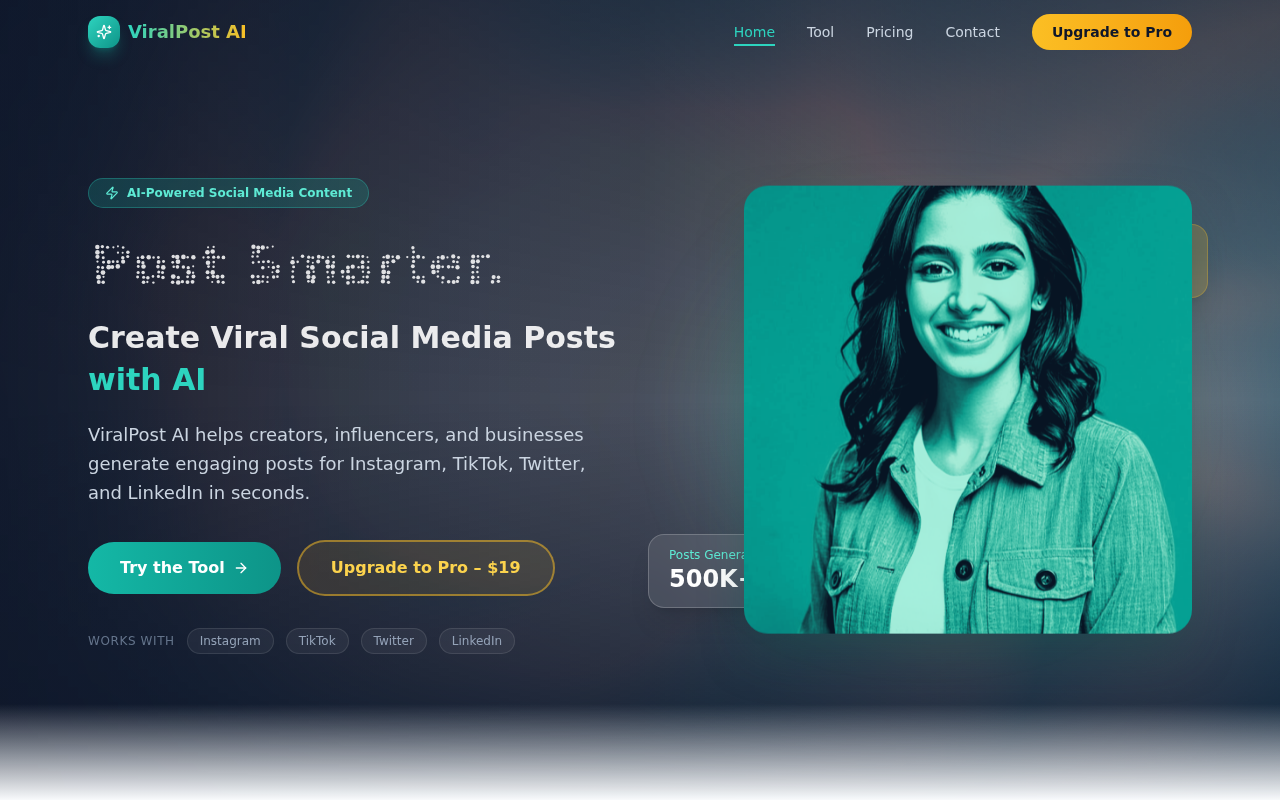 ViralPost AI
Home
Tool
Pricing
Contact
Upgrade to Pro
AI-Powered Social Media Content
Post Smarter.
Create Viral Social Media Posts
with AI
ViralPost AI helps creators, influencers, and businesses
generate engaging posts for Instagram, TikTok, Twitter,
and LinkedIn in seconds.
Try the Tool →
Upgrade to Pro – $19
Posts
500K
WORKS WITH
Instagram
TikTok
Twitter
LinkedIn